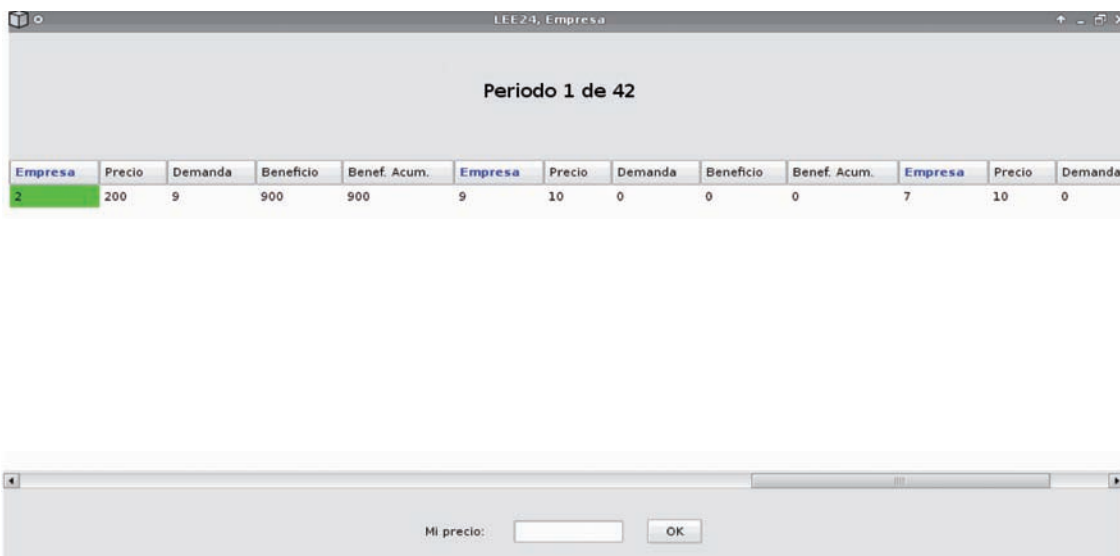 LEE24, Empresa
Periodo 1 de 42
Empresa Precio Demanda Beneficio Benef. Acum. Empresa Precio Demanda Beneficio Benef. Acum. Empresa Precio Demanda
2 200 9 900 900 9 10 0 0 0 7 10 0
Mi precio: OK